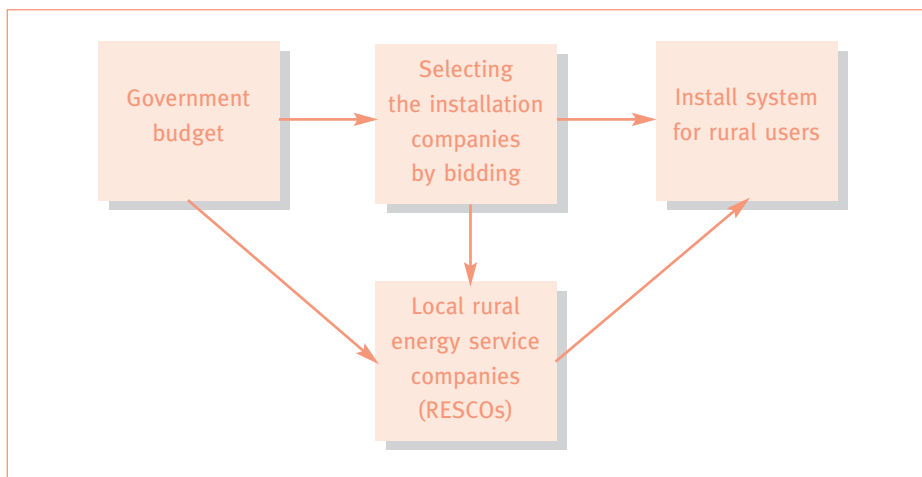 Government
budget
Selecting
the installation
companies
by bidding
Install system
for rural users
Local rural
energy service
companies
(RESCOs)